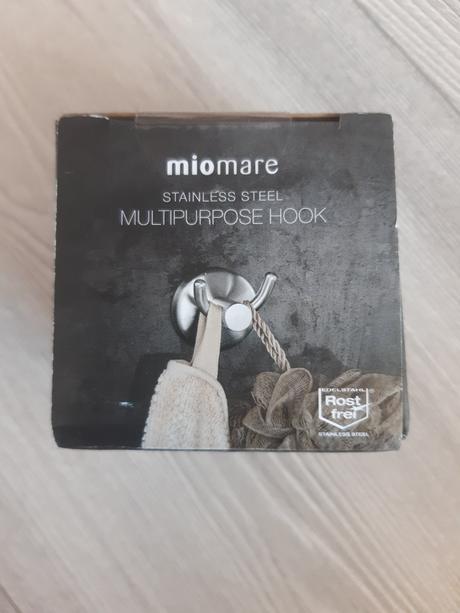 miomare
STAINLESS STEEL
MULTIPURPOSE HOOK
EDELSTAHL®
Rost
frei
STAINLESS STEEL